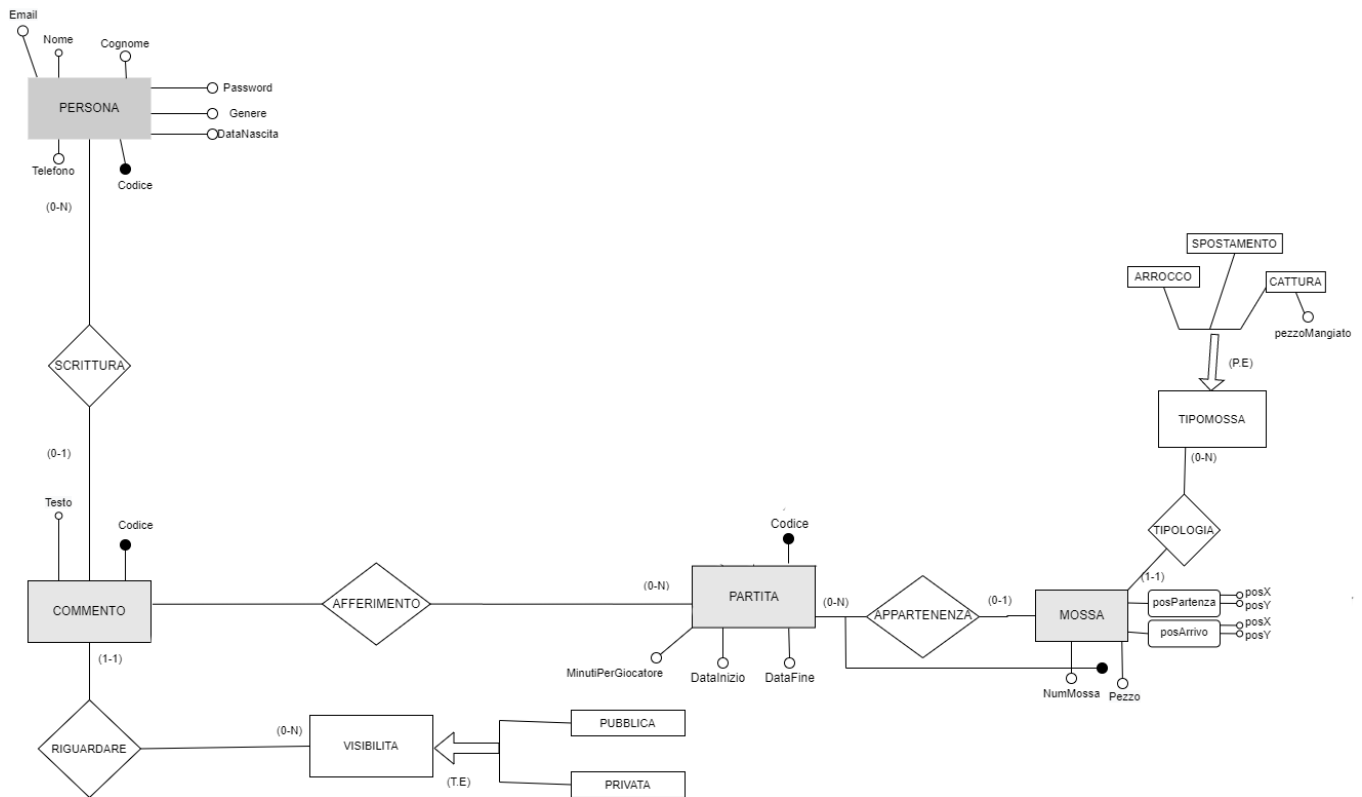 Email
Nome
Cognome
Password
PERSONA
Genere
DataNascita
Telefono
Codice
(0-N)
SPOSTAMENTO
ARROCCO
CATTURA
pezzoMangiato
(P.E)
SCRITTURA
TIPOMOSSA
(0-1)
(0-N)
Testo
Codice
Codice
TIPOLOGIA
(1-1)
COMMENTO
AFFERIMENTO
(0-N)
PARTITA
(0-N)
APPARTENENZA
(0-1)
MOSSA
posPartenza
posX
posY
posArrivo
posX
posY
(1-1)
MinutiPerGiocatore
DataInizio
DataFine
NumMossa
Pezzo
RIGUARDARE
(0-N)
VISIBILITA
(T.E)
PUBBLICA
PRIVATA